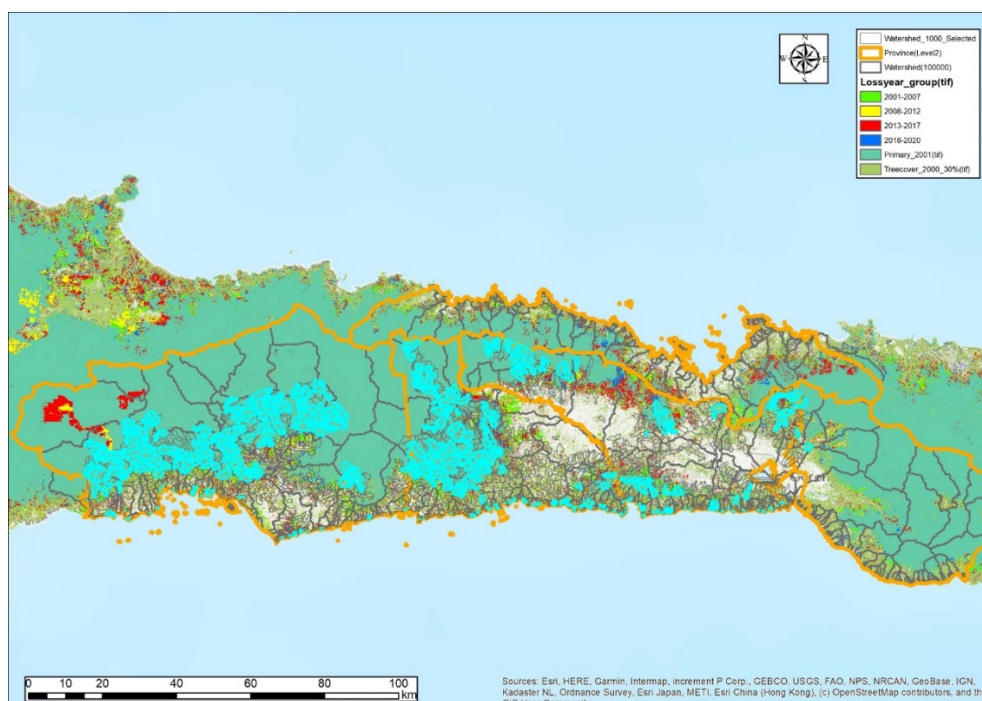 N
W
E
S
Watershed_1000_Selected
Province(Level2)
Watershed(100000)
Lossyear_group(tif)
2001-2007
2008-2012
2013-2017
2018-2020
Primary_2001(tif)
Treecover_2000_30%(tif)
0 10 20 40 60 80 100
km
Sources: Esri, HERE, Garmin, Intermap, increment P Corp., GEBCO, USGS, FAO, NPS, NRCAN, GeoBase, IGN,
Kadaster NL, Ordnance Survey, Esri Japan, METI, Esri China (Hong Kong), (c) OpenStreetMap contributors, and th